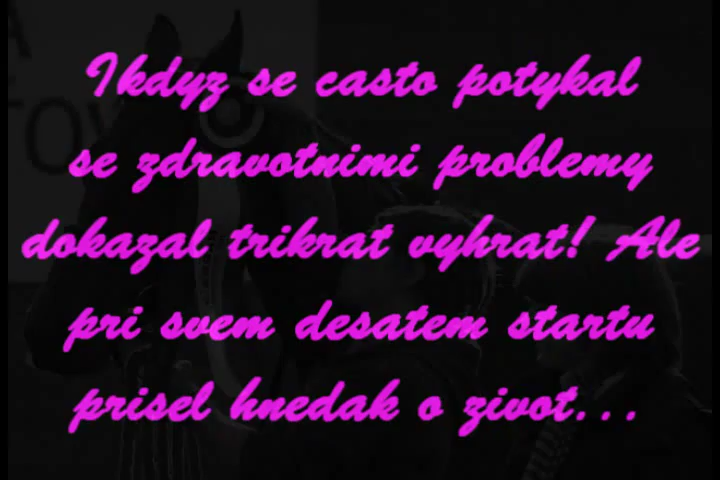 Ikdyz se casto potykal
se zdravotnimi problemy
dokazal trikrat vyhrat! Ale
pri svem desatem startu
prisel hnedak o zivot...